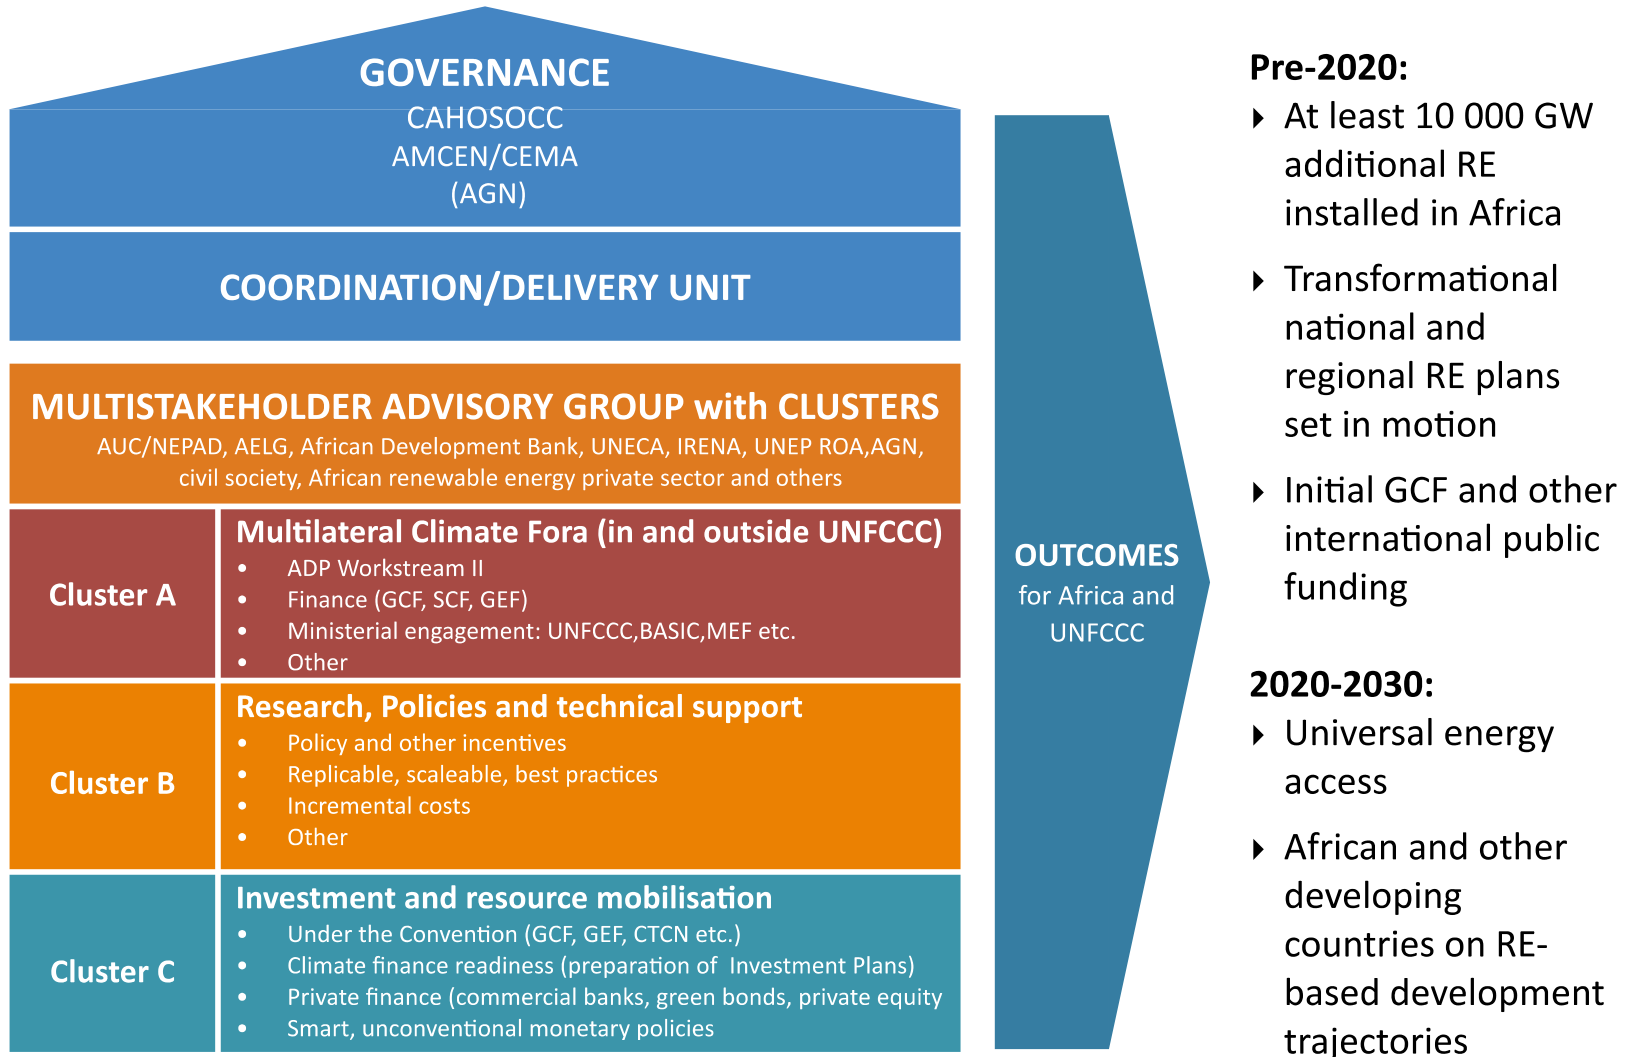 GOVERNANCE
CAHOSOCC
AMCEN/CEMA
(AGN)
COORDINATION/DELIVERY UNIT
MULTISTAKEHOLDER ADVISORY GROUP with CLUSTERS
AUC/NEPAD, AELG, African Development Bank, UNECA, IRENA, UNEP ROA,AGN,
civil society, African renewable energy private sector and others
Cluster A
Multilateral Climate Fora (in and outside UNFCCC)
• ADP Workstream II
• Finance (GCF, SCF, GEF)
• Ministerial engagement: UNFCCC,BASIC,MEF etc.
• Other
Cluster B
Research, Policies and technical support
• Policy and other incentives
• Replicable, scaleable, best practices
• Incremental costs
• Other
Cluster C
Investment and resource mobilisation
• Under the Convention (GCF, GEF, CTCN etc.)
• Climate finance readiness (preparation of Investment Plans)
• Private finance (commercial banks, green bonds, private equity
• Smart, unconventional monetary policies
OUTCOMES
for Africa and
UNFCCC
Pre-2020:
At least 10 000 GW
additional RE
installed in Africa
Transformational
national and
regional RE plans
set in motion
Initial GCF and other
international public
funding
2020-2030:
Universal energy
access
African and other
developing
countries on RE-
based development
trajectories